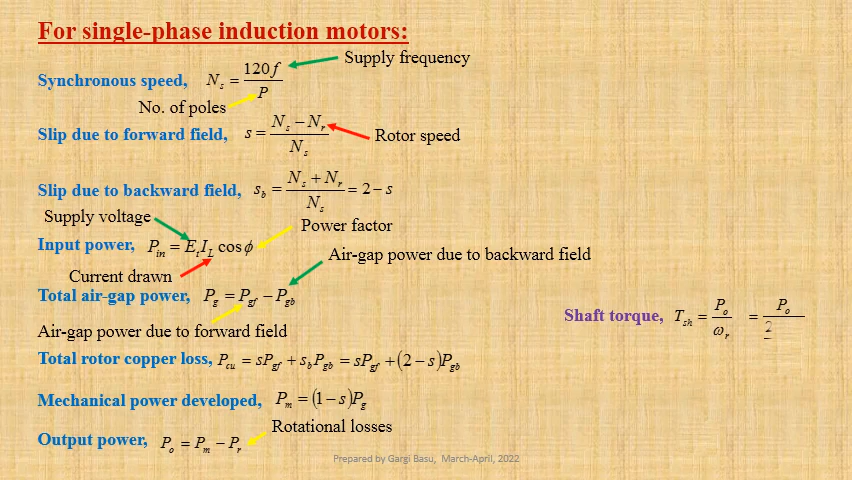 For single-phase induction motors:
Supply frequency
Synchronous speed, N_s = 120f / P
No. of poles
Slip due to forward field, s = (N_s − N_r) / N_s
Rotor speed
Slip due to backward field, s_b = (N_s + N_r) / N_s = 2 − s
Supply voltage
Power factor
Input power, P_in = E_t I_L cos ϕ
Air-gap power due to backward field
Current drawn
Total air-gap power, P_g = P_gf − P_gb
Shaft torque, T_sh = P_o / ω_r = P_o / 2
Air-gap power due to forward field
Total rotor copper loss, P_cu = sP_gf + s_b P_gb = sP_gf + (2 − s)P_gb
Mechanical power developed, P_m = (1 − s)P_g
Rotational losses
Output power, P_o = P_m − P_r
Prepared by Gargi Basu, March-April, 2022